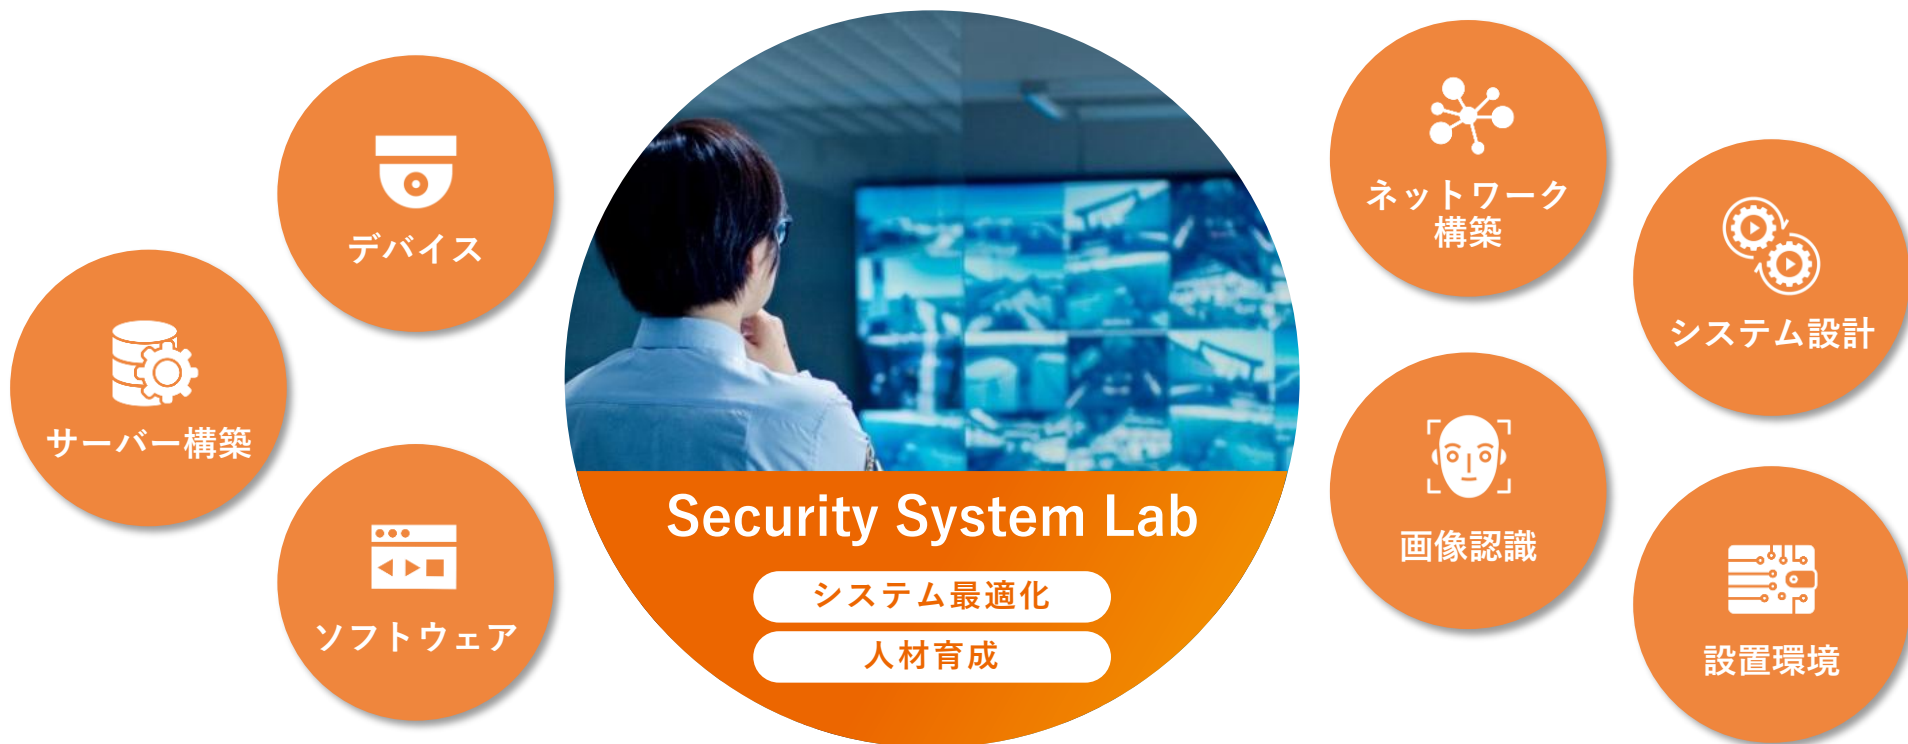 デバイス
サーバー構築
ソフトウェア
Security System Lab
システム最適化
人材育成
ネットワーク
構築
システム設計
画像認識
設置環境